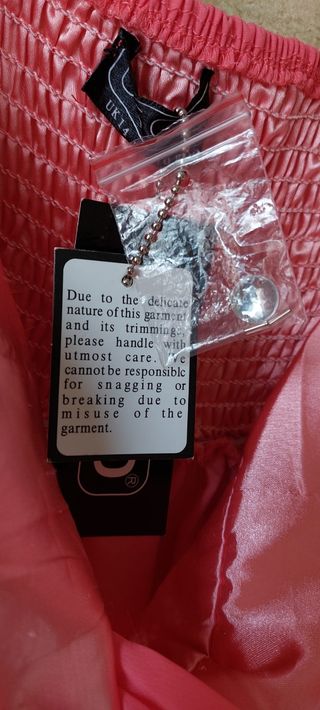 UK14
Due to the delicate
nature of this garment
and its trimmings,
please handle with
utmost care. We
cannot be responsible
for snagging or
breaking due to
misuse of the
garment.
®